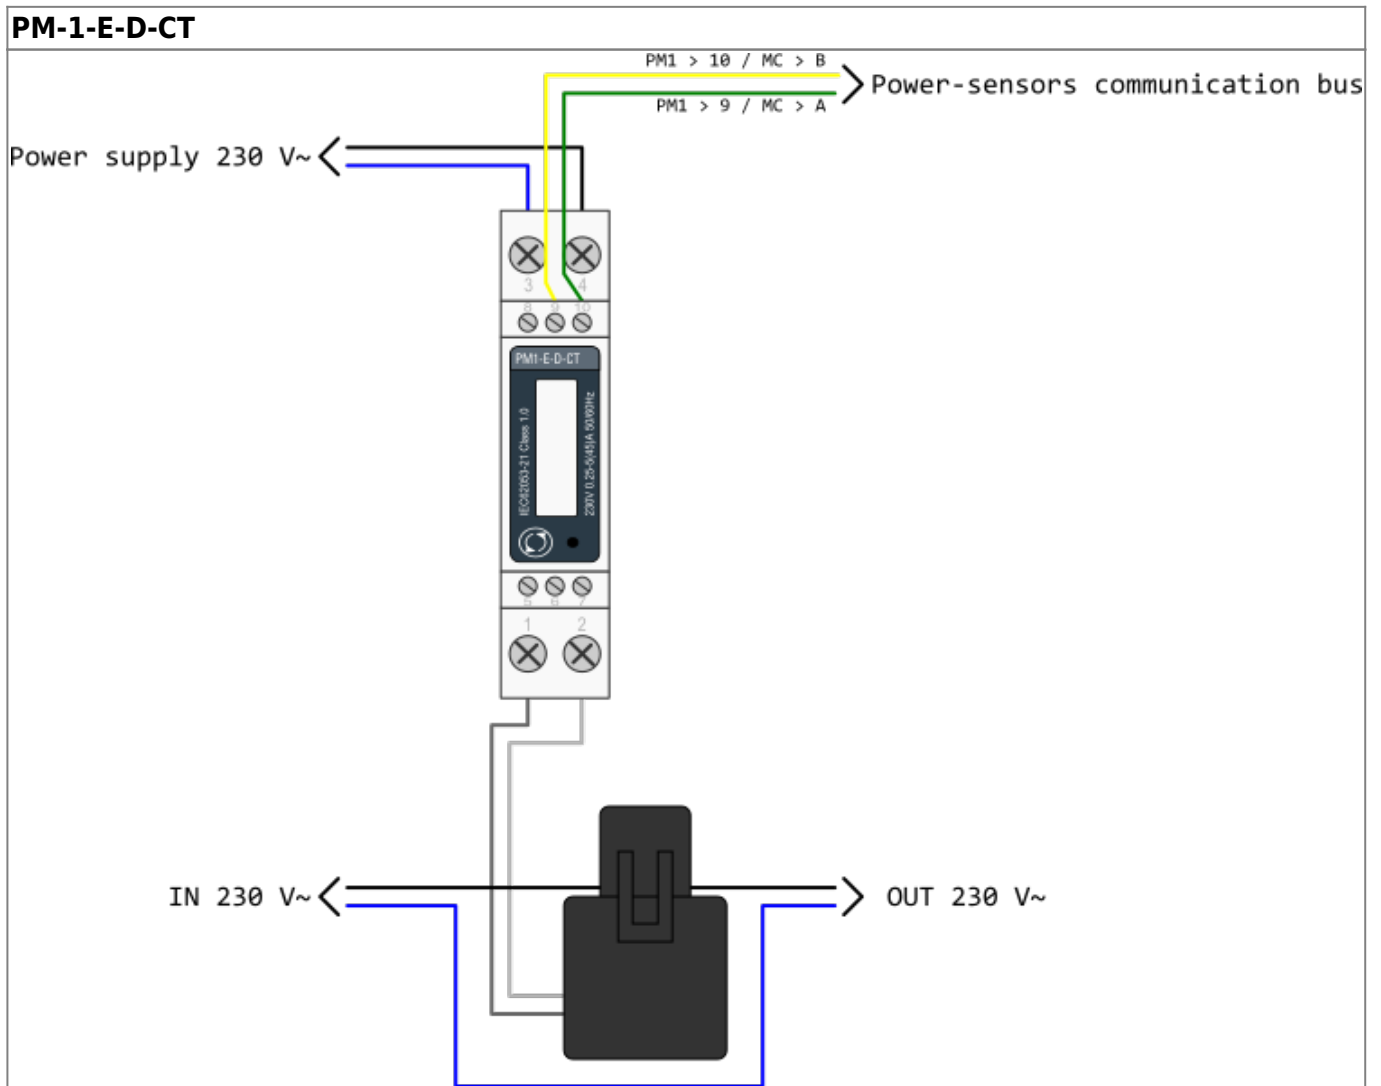 PM-1-E-D-CT
PM1 > 10 / MC > B
Power-sensors communication bus
PM1 > 9 / MC > A
Power supply 230 V~
3 4
8 9 10
PM1-E-D-CT
IEC62053-21 Class 1.0
230V 0.25-5(45)A 50/60Hz
5 6 7
1 2
IN 230 V~
OUT 230 V~